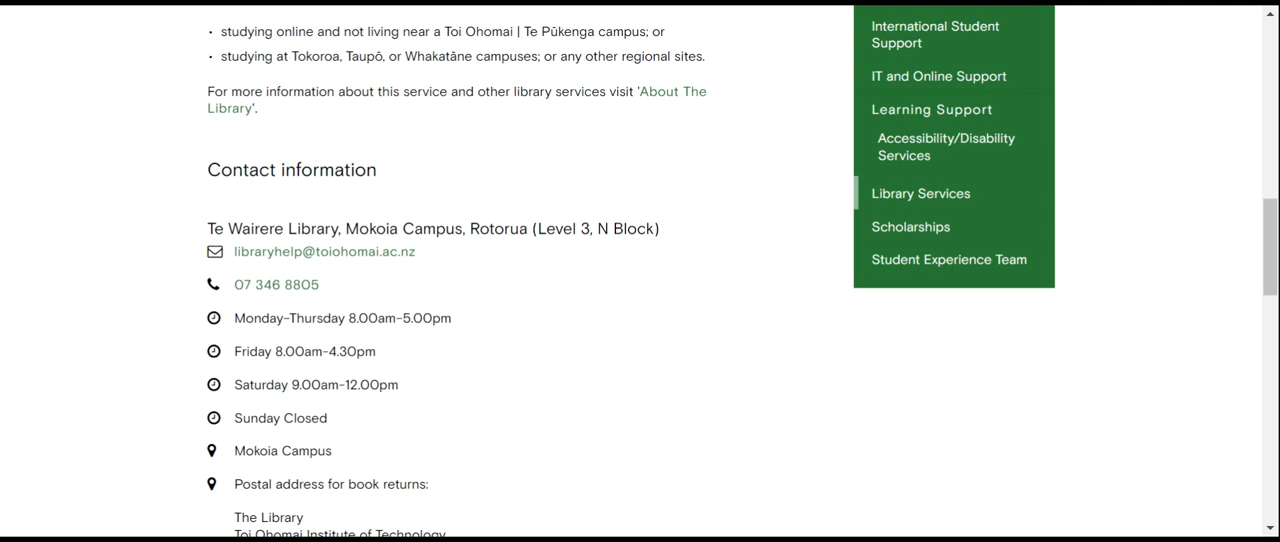 • studying online and not living near a Toi Ohomai | Te Pūkenga campus; or
• studying at Tokoroa, Taupō, or Whakatāne campuses; or any other regional sites.
For more information about this service and other library services visit 'About The
Library'.
Contact information
Te Wairere Library, Mokoia Campus, Rotorua (Level 3, N Block)
libraryhelp@toiohomai.ac.nz
07 346 8805
Monday-Thursday 8.00am-5.00pm
Friday 8.00am-4.30pm
Saturday 9.00am-12.00pm
Sunday Closed
Mokoia Campus
Postal address for book returns:
The Library
Toi Ohomai Institute of Technology
International Student
Support
IT and Online Support
Learning Support
Accessibility/Disability
Services
Library Services
Scholarships
Student Experience Team